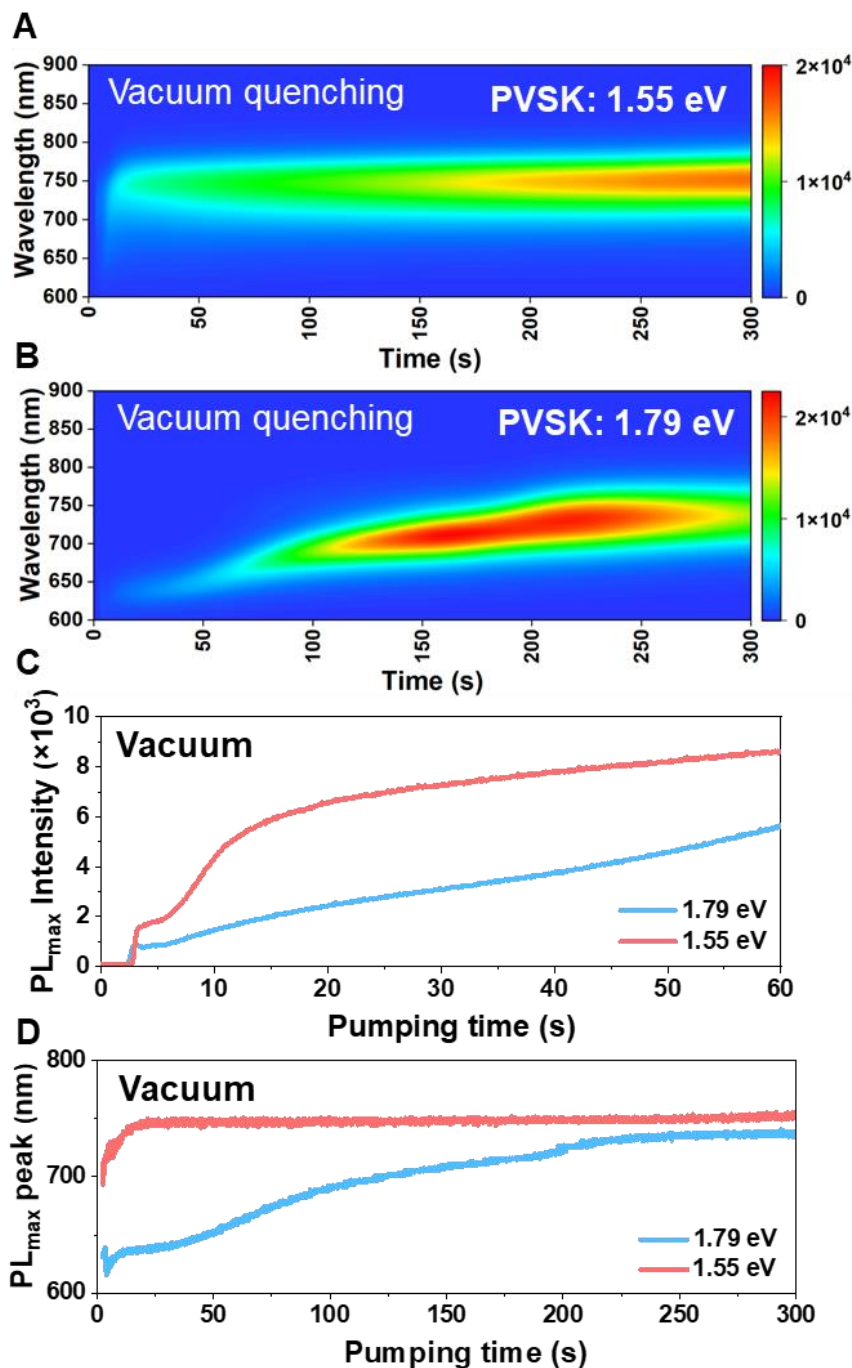 A
Vacuum quenching PVSK: 1.55 eV
Wavelength (nm)
900
850
800
750
700
650
600
0 50 100 150 200 250 300
Time (s)
2×10⁴
1×10⁴
0
B
Vacuum quenching PVSK: 1.79 eV
Wavelength (nm)
900
850
800
750
700
650
600
0 50 100 150 200 250 300
Time (s)
2×10⁴
1×10⁴
0
C
Vacuum
PLmax Intensity (×10³)
10
8
6
4
2
0
1.79 eV
1.55 eV
0 10 20 30 40 50 60
Pumping time (s)
D
Vacuum
PLmax peak (nm)
800
700
600
1.79 eV
1.55 eV
0 50 100 150 200 250 300
Pumping time (s)